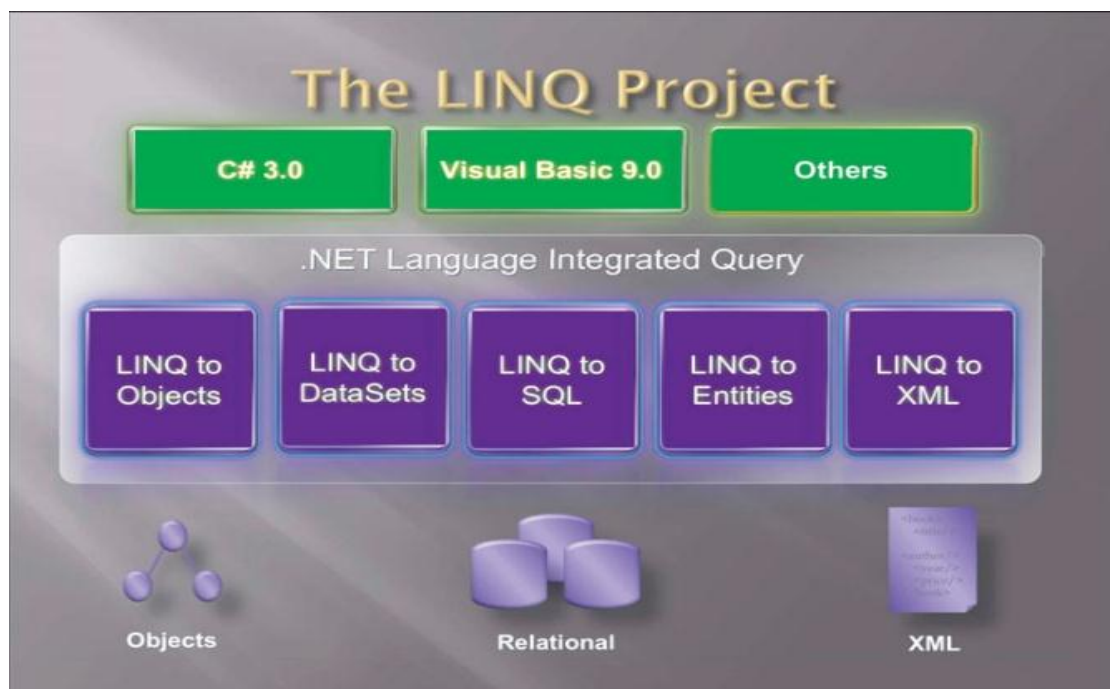 The LINQ Project
C# 3.0
Visual Basic 9.0
Others
.NET Language Integrated Query
LINQ to
Objects
LINQ to
DataSets
LINQ to
SQL
LINQ to
Entities
LINQ to
XML
Objects
Relational
XML